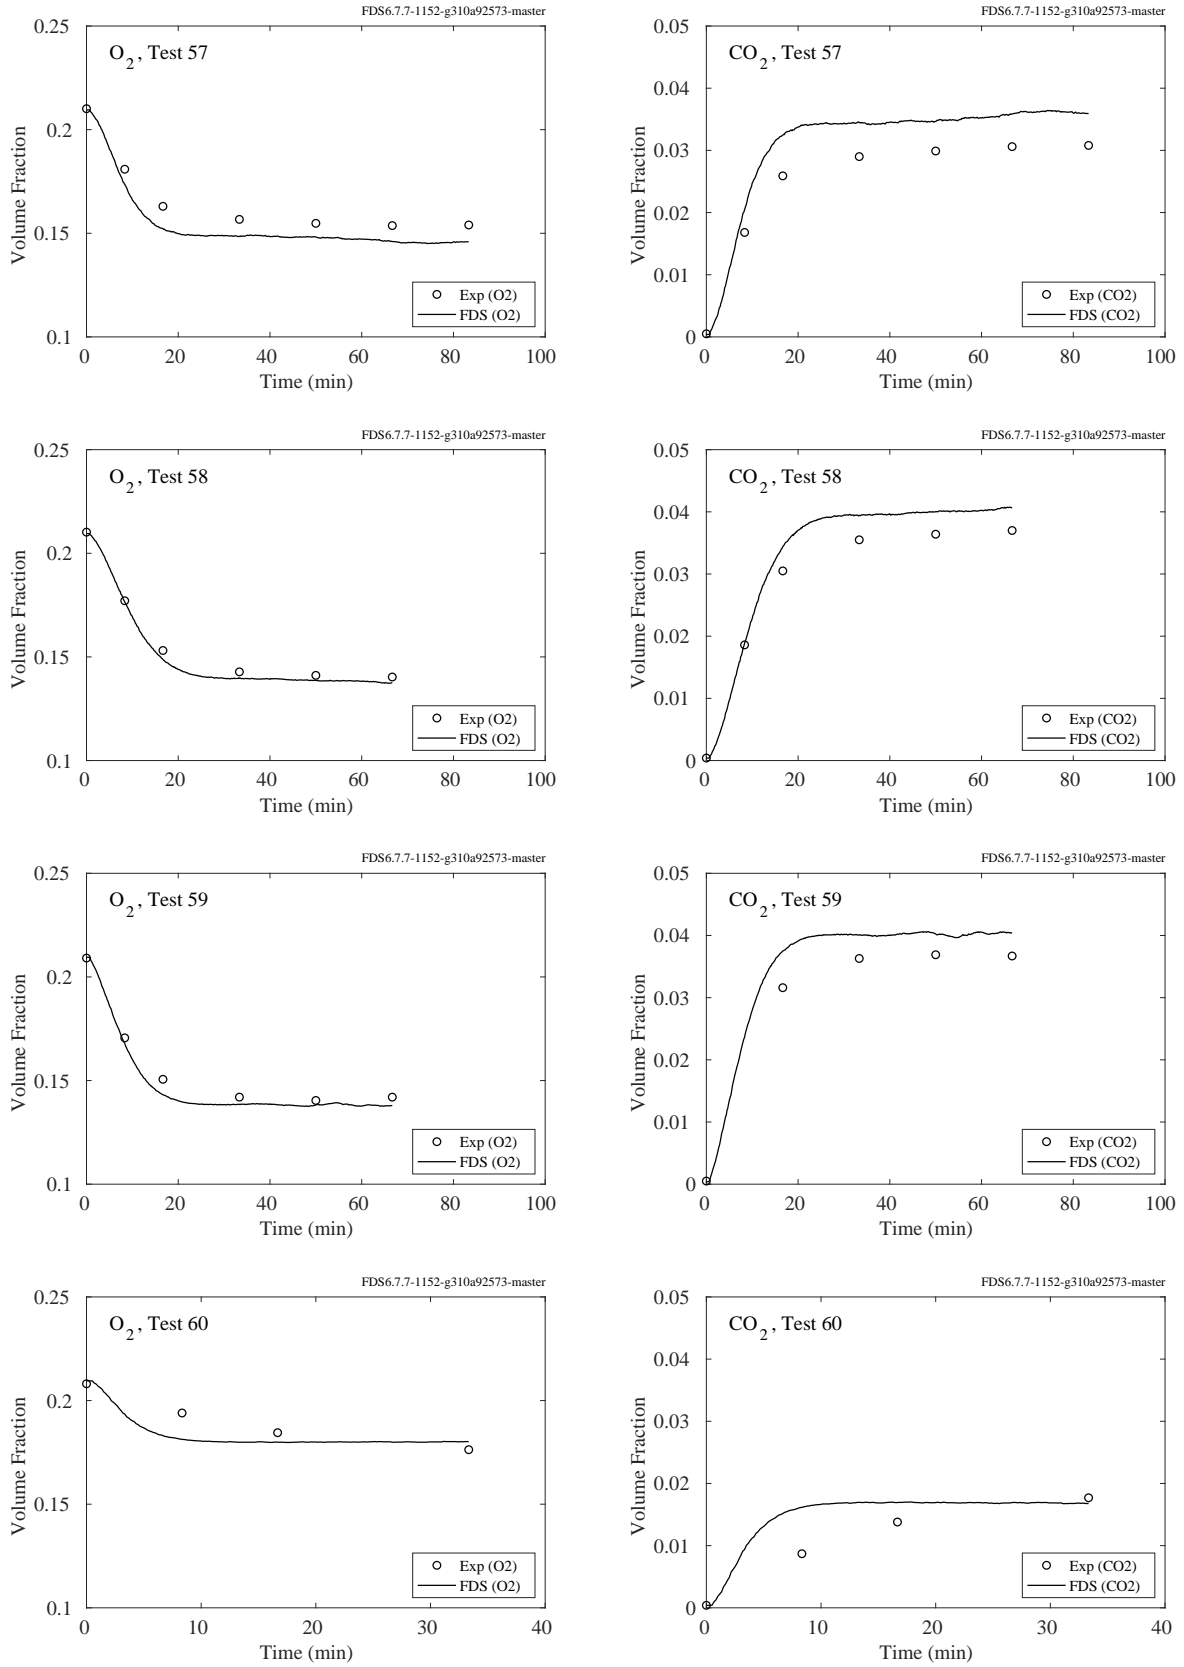 FDS6.7.7-1152-g310a92573-master
O2, Test 57
0.25
0.2
0.15
0.1
Volume Fraction
Exp (O2)
FDS (O2)
0 20 40 60 80 100
Time (min)
FDS6.7.7-1152-g310a92573-master
CO2, Test 57
0.05
0.04
0.03
0.02
0.01
0
Volume Fraction
Exp (CO2)
FDS (CO2)
0 20 40 60 80 100
Time (min)
FDS6.7.7-1152-g310a92573-master
O2, Test 58
0.25
0.2
0.15
0.1
Volume Fraction
Exp (O2)
FDS (O2)
0 20 40 60 80 100
Time (min)
FDS6.7.7-1152-g310a92573-master
CO2, Test 58
0.05
0.04
0.03
0.02
0.01
0
Volume Fraction
Exp (CO2)
FDS (CO2)
0 20 40 60 80 100
Time (min)
FDS6.7.7-1152-g310a92573-master
O2, Test 59
0.25
0.2
0.15
0.1
Volume Fraction
Exp (O2)
FDS (O2)
0 20 40 60 80 100
Time (min)
FDS6.7.7-1152-g310a92573-master
CO2, Test 59
0.05
0.04
0.03
0.02
0.01
0
Volume Fraction
Exp (CO2)
FDS (CO2)
0 20 40 60 80 100
Time (min)
FDS6.7.7-1152-g310a92573-master
O2, Test 60
0.25
0.2
0.15
0.1
Volume Fraction
Exp (O2)
FDS (O2)
0 10 20 30 40
Time (min)
FDS6.7.7-1152-g310a92573-master
CO2, Test 60
0.05
0.04
0.03
0.02
0.01
0
Volume Fraction
Exp (CO2)
FDS (CO2)
0 10 20 30 40
Time (min)